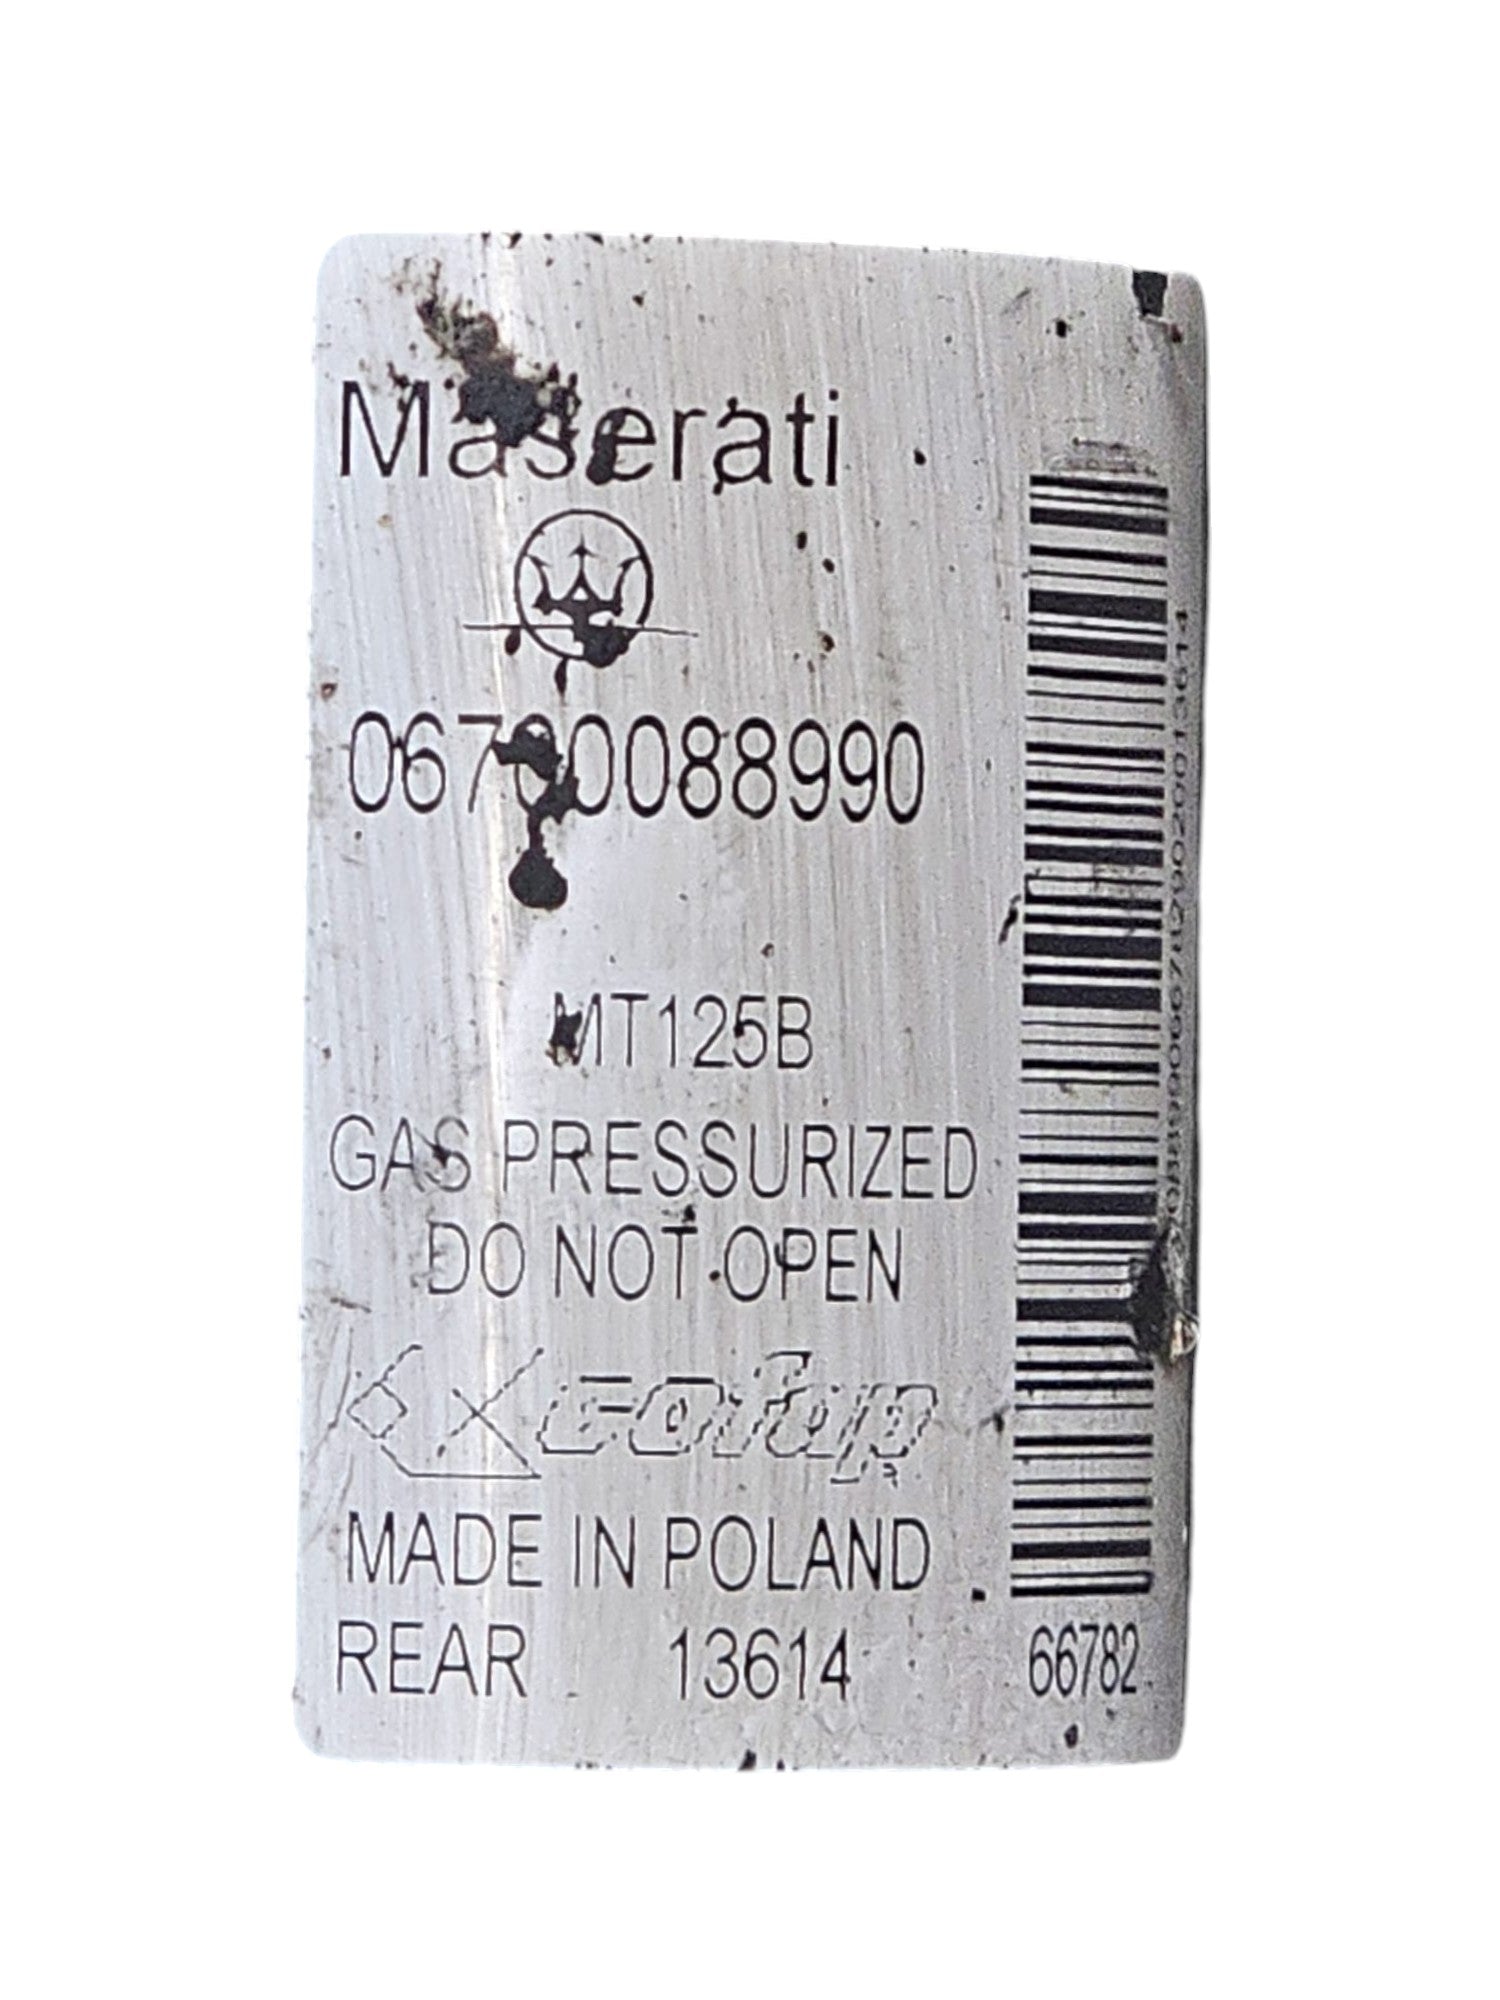 Maserati
06700088990
MT125B
GAS PRESSURIZED
DO NOT OPEN
MADE IN POLAND
REAR 13614
66782